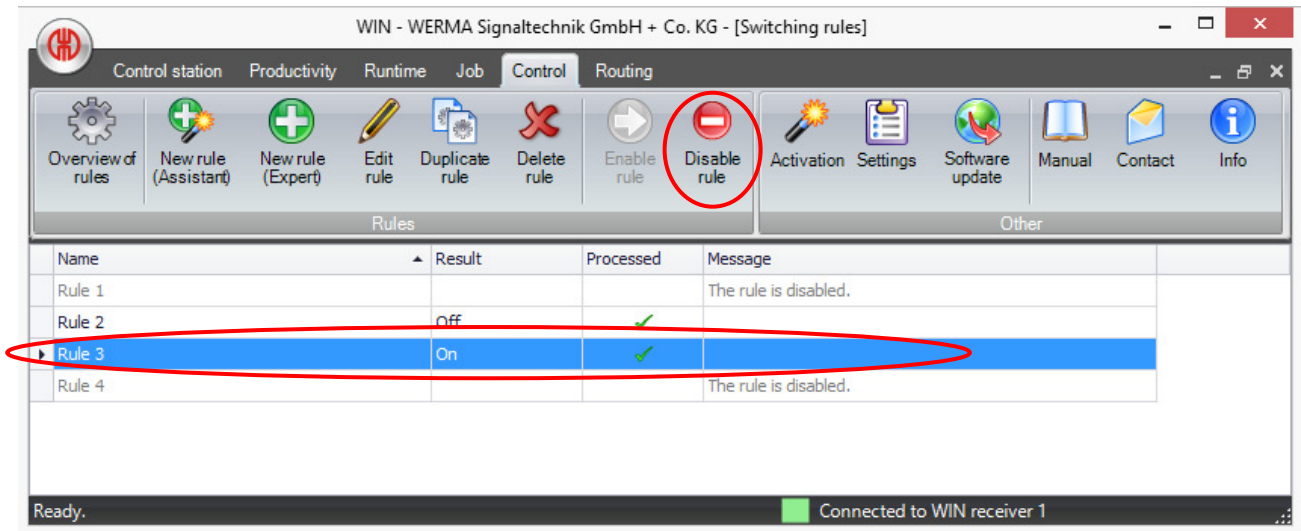 WIN - WERMA Signaltechnik GmbH + Co. KG - [Switching rules]
Control station Productivity Runtime Job Control Routing
Overview of rules
New rule (Assistant)
New rule (Expert)
Edit rule
Duplicate rule
Delete rule
Enable rule
Disable rule
Activation
Settings
Software update
Manual
Contact
Info
Rules
Other
Name Result Processed Message
Rule 1 The rule is disabled.
Rule 2 Off
Rule 3 On
Rule 4 The rule is disabled.
Ready. Connected to WIN receiver 1